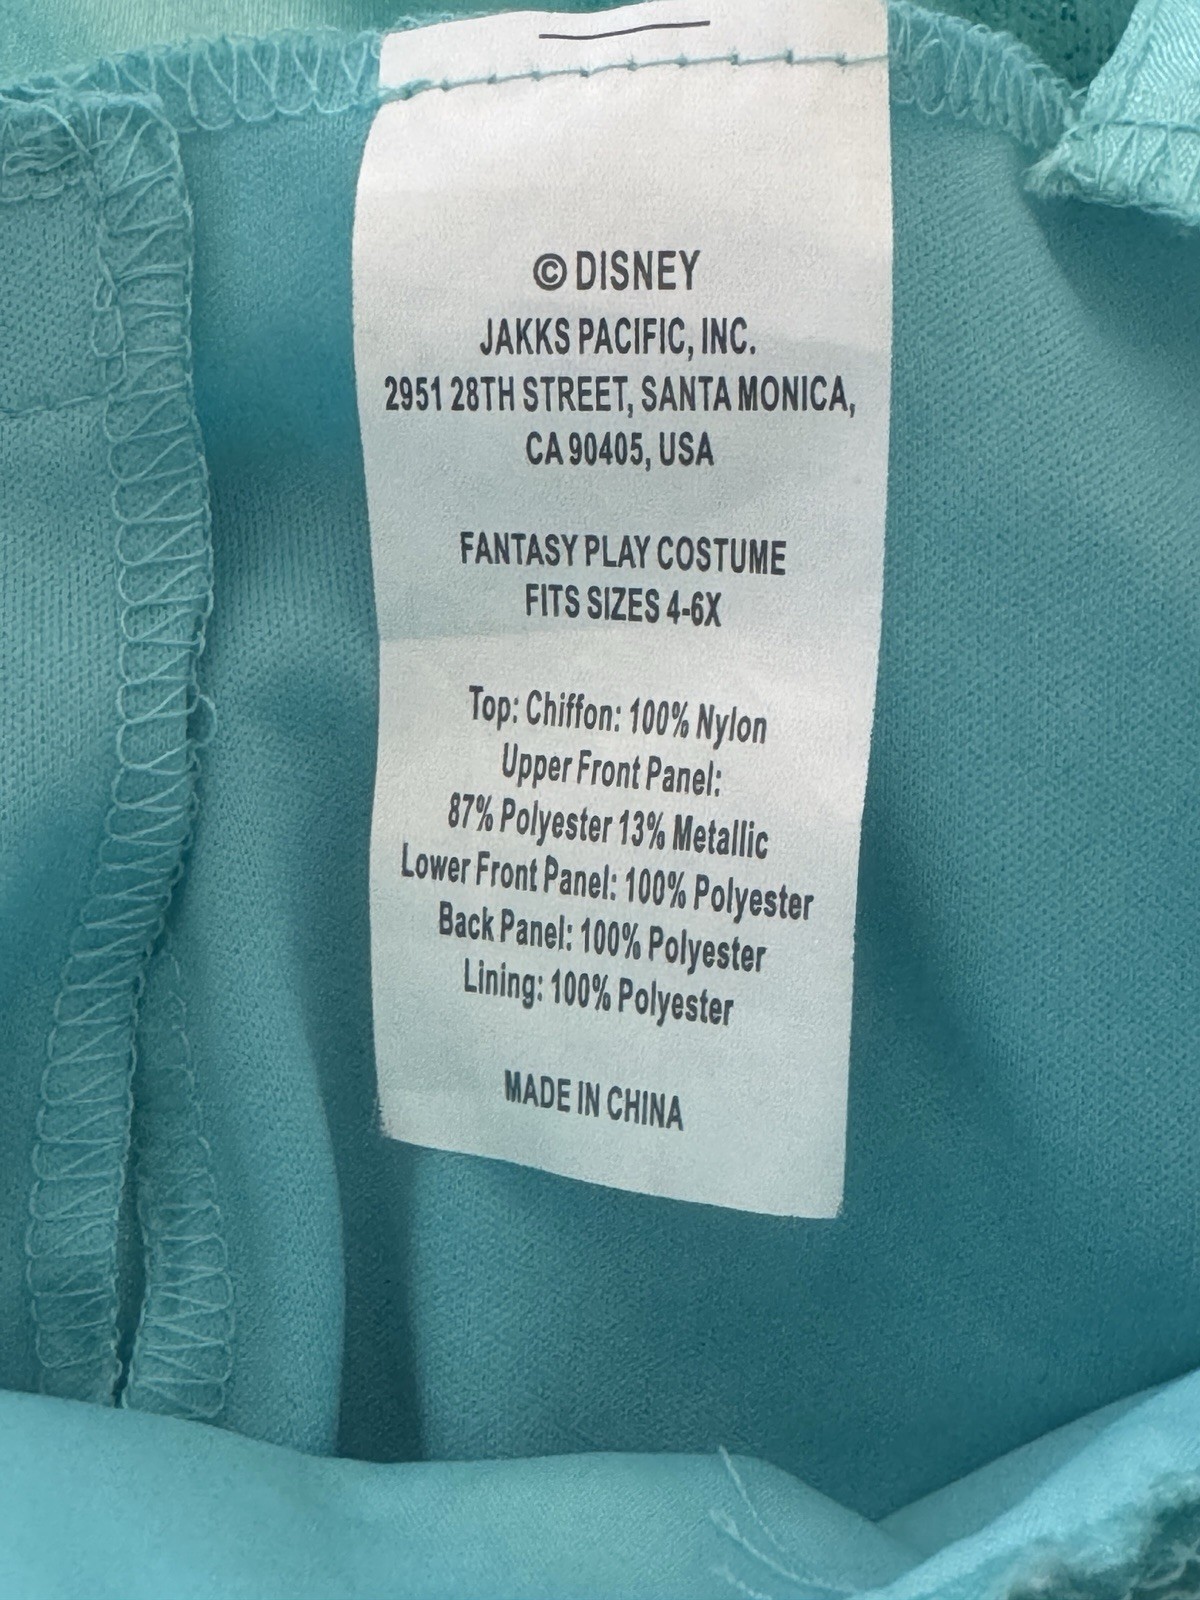 © DISNEY
JAKKS PACIFIC, INC.
2951 28TH STREET, SANTA MONICA,
CA 90405, USA
FANTASY PLAY COSTUME
FITS SIZES 4-6X
Top: Chiffon: 100% Nylon
Upper Front Panel:
87% Polyester 13% Metallic
Lower Front Panel: 100% Polyester
Back Panel: 100% Polyester
Lining: 100% Polyester
MADE IN CHINA